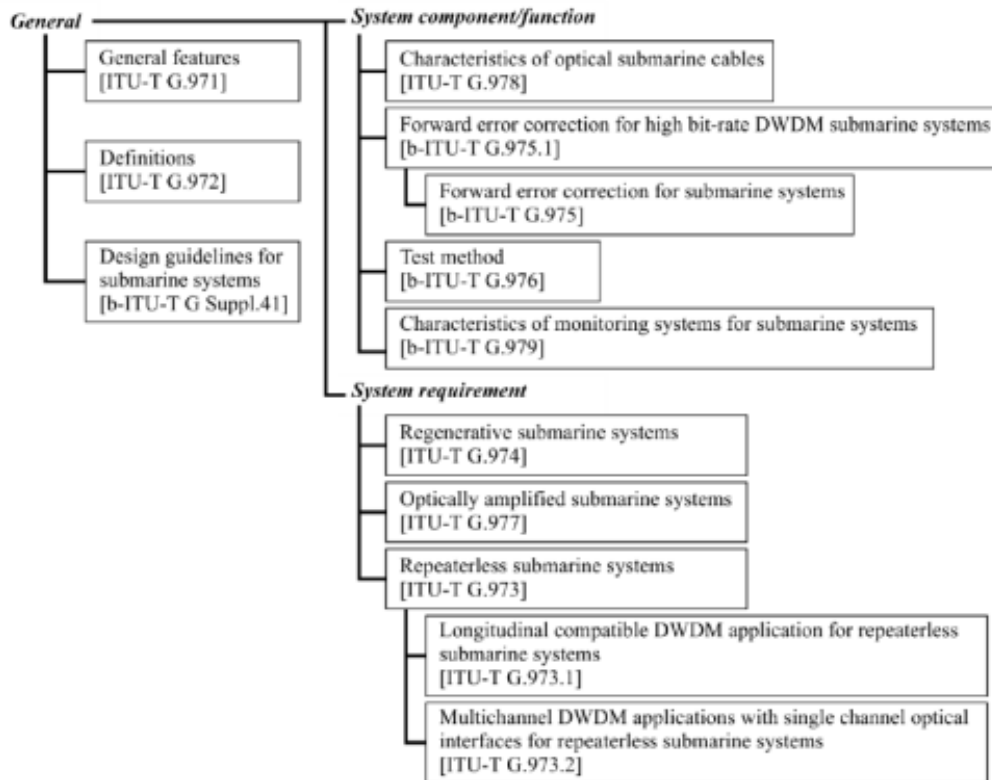 General
General features
[ITU-T G.971]
Definitions
[ITU-T G.972]
Design guidelines for
submarine systems
[b-ITU-T G Suppl.41]
System component/function
Characteristics of optical submarine cables
[ITU-T G.978]
Forward error correction for high bit-rate DWDM submarine systems
[b-ITU-T G.975.1]
Forward error correction for submarine systems
[b-ITU-T G.975]
Test method
[b-ITU-T G.976]
Characteristics of monitoring systems for submarine systems
[b-ITU-T G.979]
System requirement
Regenerative submarine systems
[ITU-T G.974]
Optically amplified submarine systems
[ITU-T G.977]
Repeaterless submarine systems
[ITU-T G.973]
Longitudinal compatible DWDM application for repeaterless
submarine systems
[ITU-T G.973.1]
Multichannel DWDM applications with single channel optical
interfaces for repeaterless submarine systems
[ITU-T G.973.2]